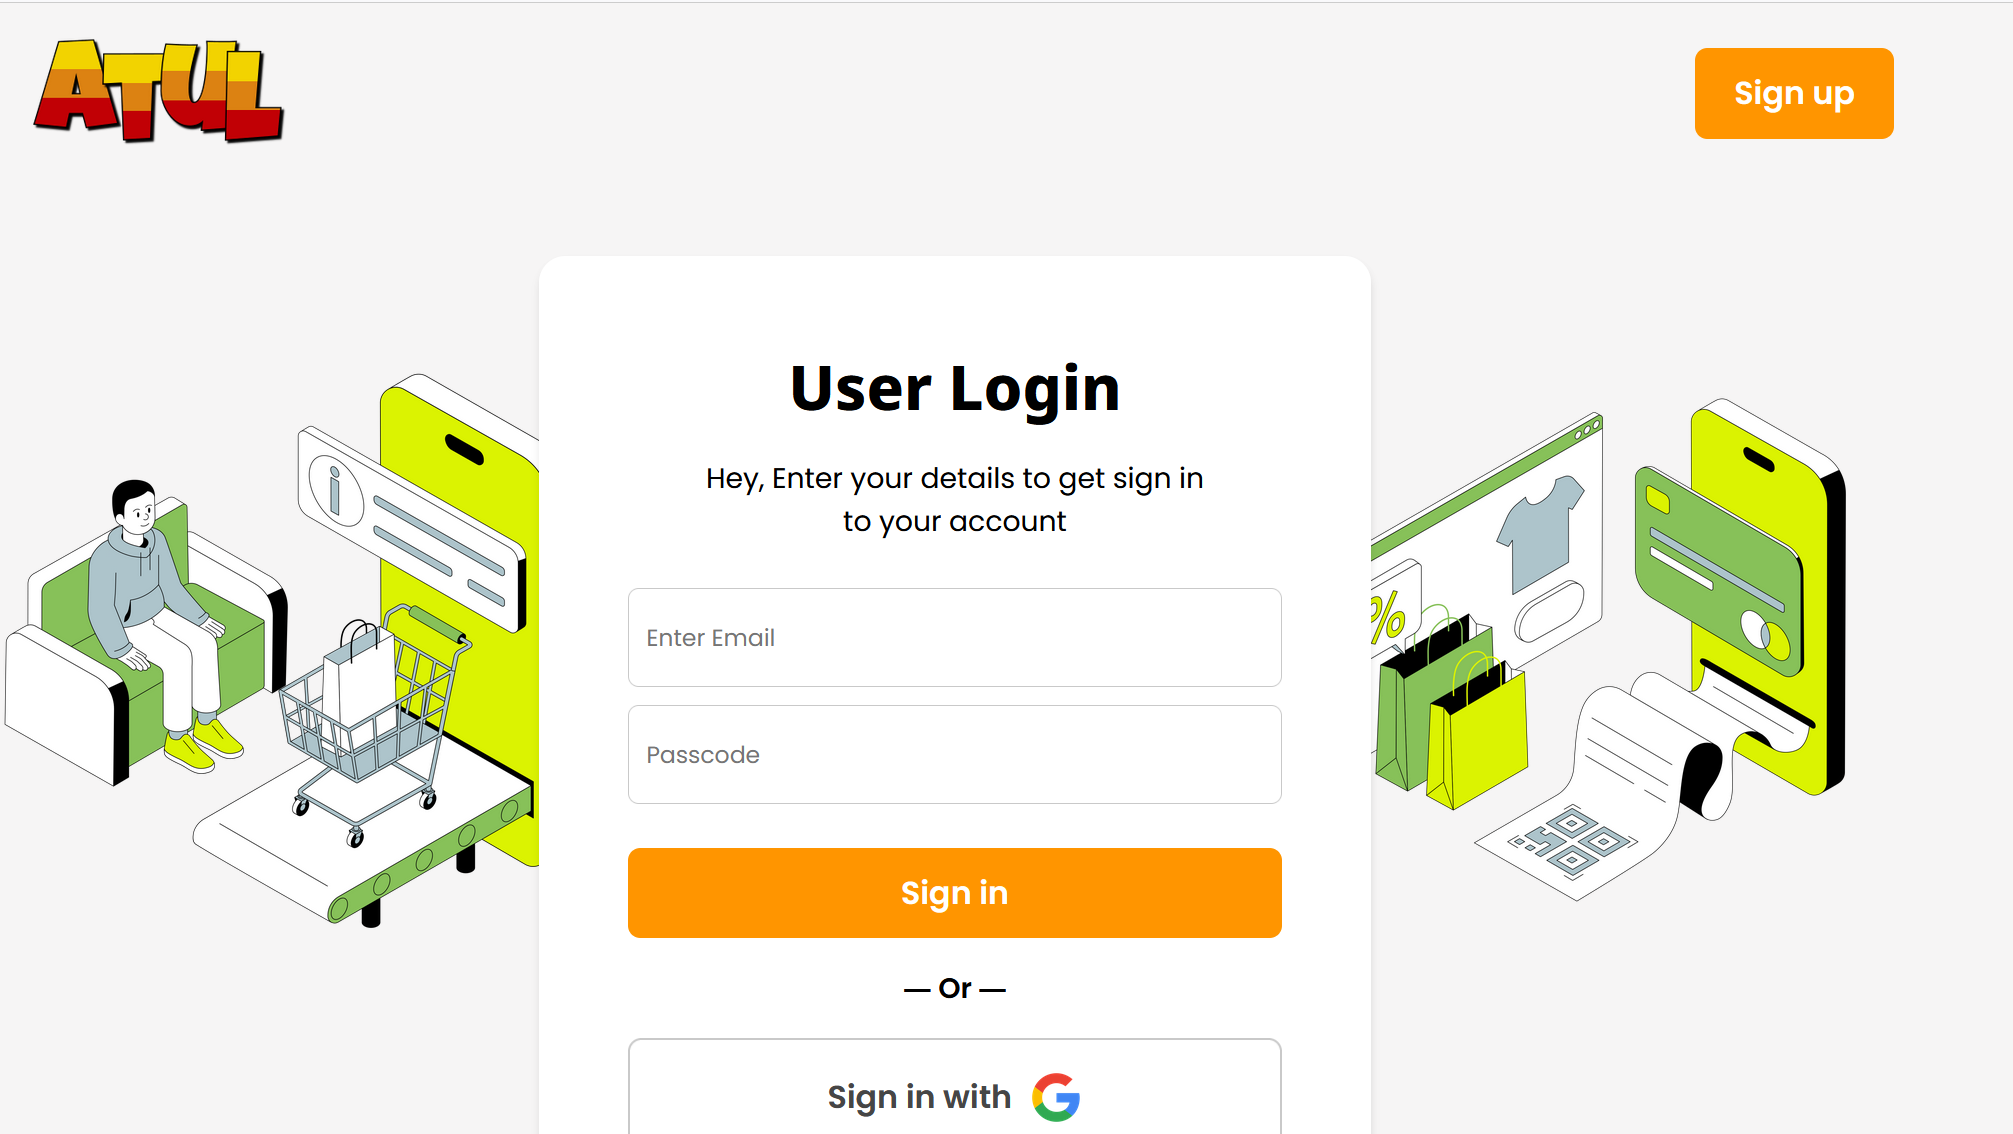 ATUL
Sign up
User Login
Hey, Enter your details to get sign in
to your account
i
%
Enter Email
Passcode
Sign in
— Or —
Sign in with G